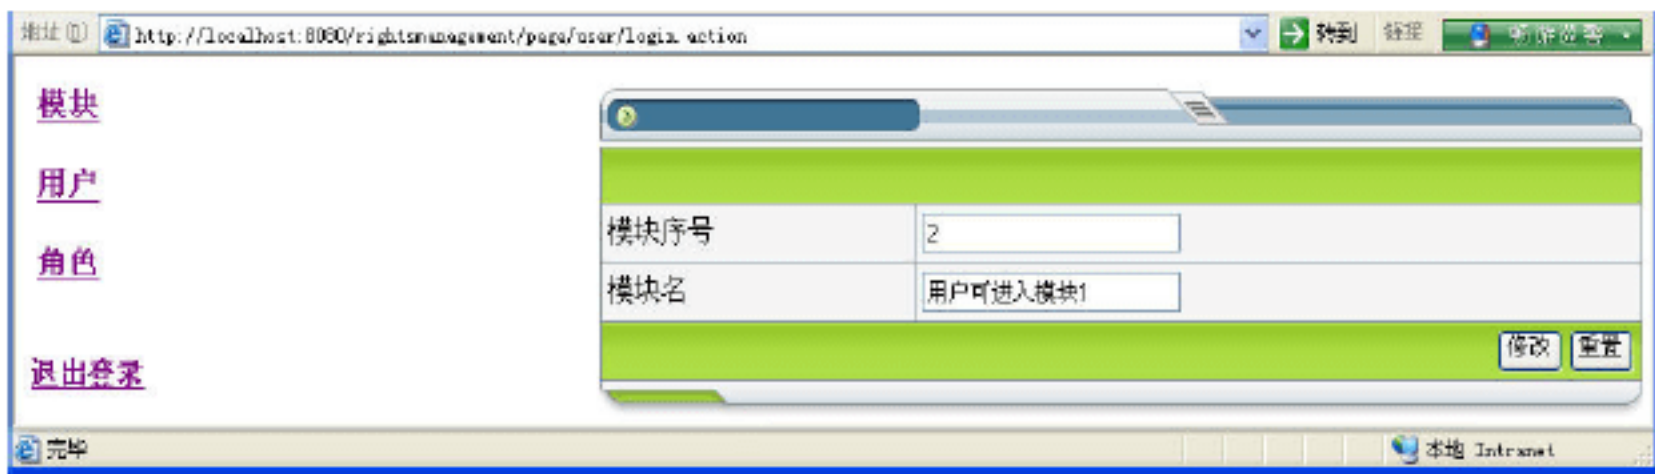 地址(D) http://localhost:8080/rightsmanagement/page/user/login.action 转到 链接
模块
用户
角色
退出登录
模块序号 2
模块名 用户可进入模块1
修改 重置
完毕 本地 Intranet